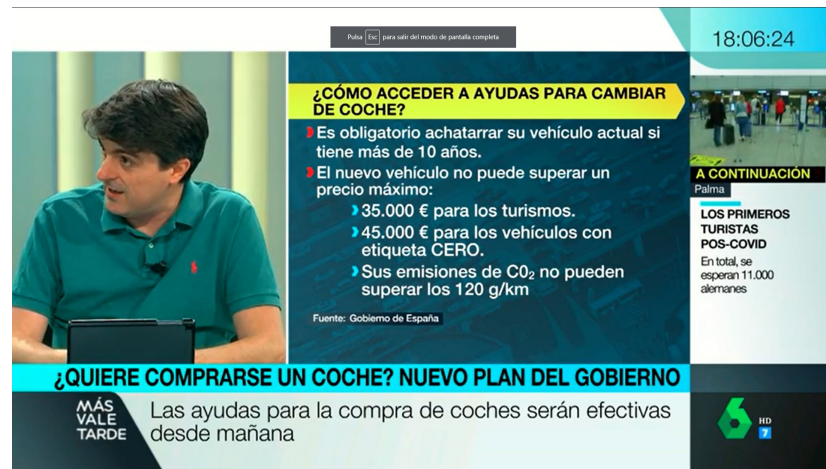 Pulsa Esc para salir del modo de pantalla completa
18:06:24
¿CÓMO ACCEDER A AYUDAS PARA CAMBIAR
DE COCHE?
Es obligatorio achatarrar su vehículo actual si
tiene más de 10 años.
El nuevo vehículo no puede superar un
precio máximo:
35.000 € para los turismos.
45.000 € para los vehículos con
etiqueta CERO.
Sus emisiones de CO₂ no pueden
superar los 120 g/km
Fuente: Gobierno de España
A CONTINUACIÓN
Palma
LOS PRIMEROS
TURISTAS
POS-COVID
En total, se
esperan 11.000
alemanes
¿QUIERE COMPRARSE UN COCHE? NUEVO PLAN DEL GOBIERNO
MÁS
VALE
TARDE
Las ayudas para la compra de coches serán efectivas
desde mañana
6
HD
7